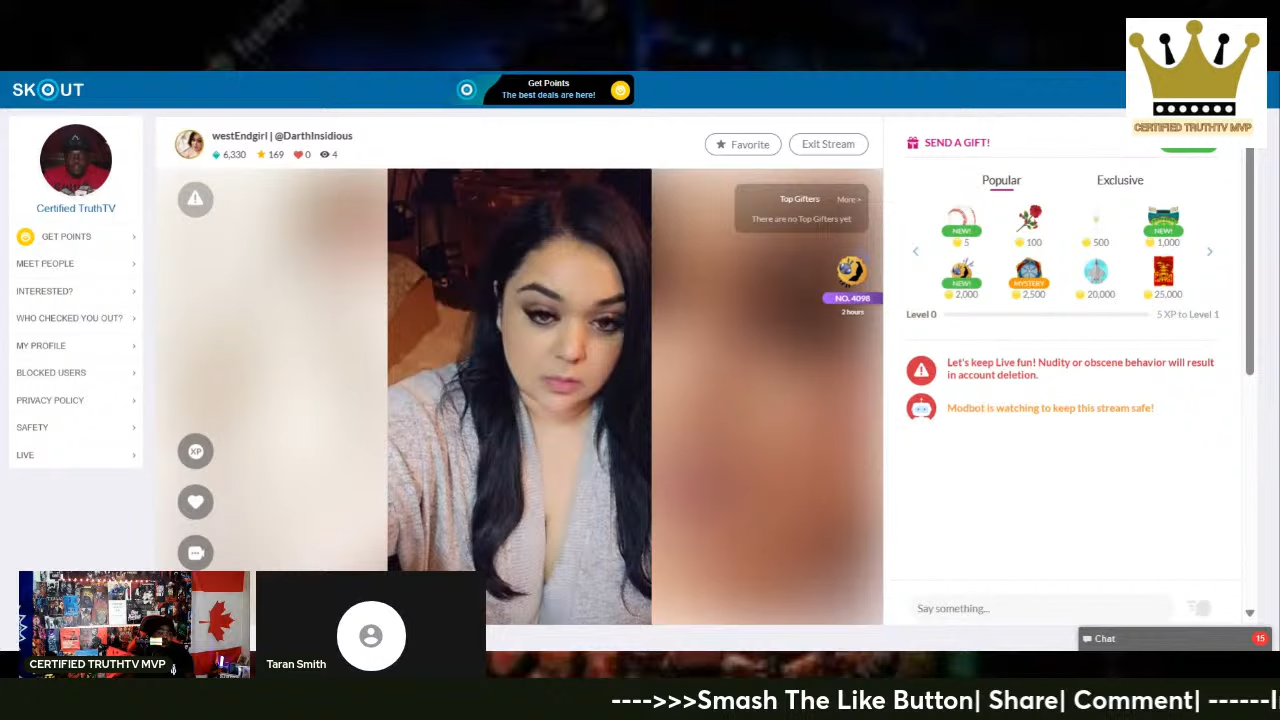 CERTIFIED TRUTHTV MVP
SKOUT
Get Points
The best deals are here!
Certified TruthTV
GET POINTS
MEET PEOPLE
INTERESTED?
WHO CHECKED YOU OUT?
MY PROFILE
BLOCKED USERS
PRIVACY POLICY
SAFETY
LIVE
westEndgirl | @DarthInsidious
6,330 169 0 4
Favorite
Exit Stream
Top Gifters More >
There are no Top Gifters yet
NO. 4098
2 hours
XP
SEND A GIFT!
Popular Exclusive
NEW! NEW!
5 100 500 1,000
NEW! MYSTERY
2,000 2,500 20,000 25,000
Level 0 5 XP to Level 1
Let's keep Live fun! Nudity or obscene behavior will result
in account deletion.
Modbot is watching to keep this stream safe!
Say something...
Chat 15
CERTIFIED TRUTHTV MVP
Taran Smith
---->>>Smash The Like Button| Share| Comment| ------